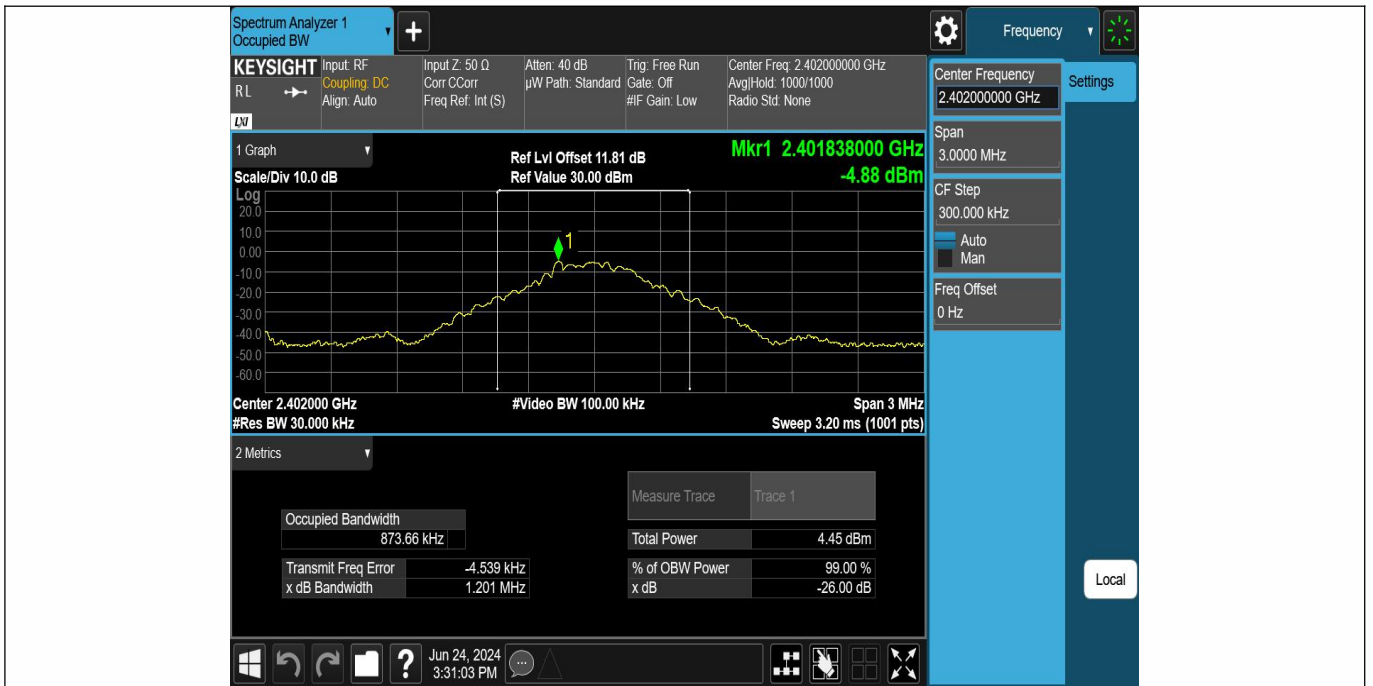 Spectrum Analyzer 1
Occupied BW
+
Frequency
KEYSIGHT
RL
LXI
Input: RF
Coupling: DC
Align: Auto
Input Z: 50 Ω
Corr CCorr
Freq Ref: Int (S)
Atten: 40 dB
µW Path: Standard
Trig: Free Run
Gate: Off
#IF Gain: Low
Center Freq: 2.402000000 GHz
Avg|Hold: 1000/1000
Radio Std: None
Center Frequency
2.402000000 GHz
Settings
Span
3.0000 MHz
CF Step
300.000 kHz
Auto
Man
Freq Offset
0 Hz
Local
1 Graph
Scale/Div 10.0 dB
Ref Lvl Offset 11.81 dB
Ref Value 30.00 dBm
Mkr1 2.401838000 GHz
-4.88 dBm
Log
20.0
10.0
0.00
-10.0
-20.0
-30.0
-40.0
-50.0
-60.0
1
Center 2.402000 GHz
#Res BW 30.000 kHz
#Video BW 100.00 kHz
Span 3 MHz
Sweep 3.20 ms (1001 pts)
2 Metrics
Measure Trace Trace 1
Occupied Bandwidth
873.66 kHz
Total Power 4.45 dBm
Transmit Freq Error -4.539 kHz
% of OBW Power 99.00 %
x dB Bandwidth 1.201 MHz
x dB -26.00 dB
?
Jun 24, 2024
3:31:03 PM